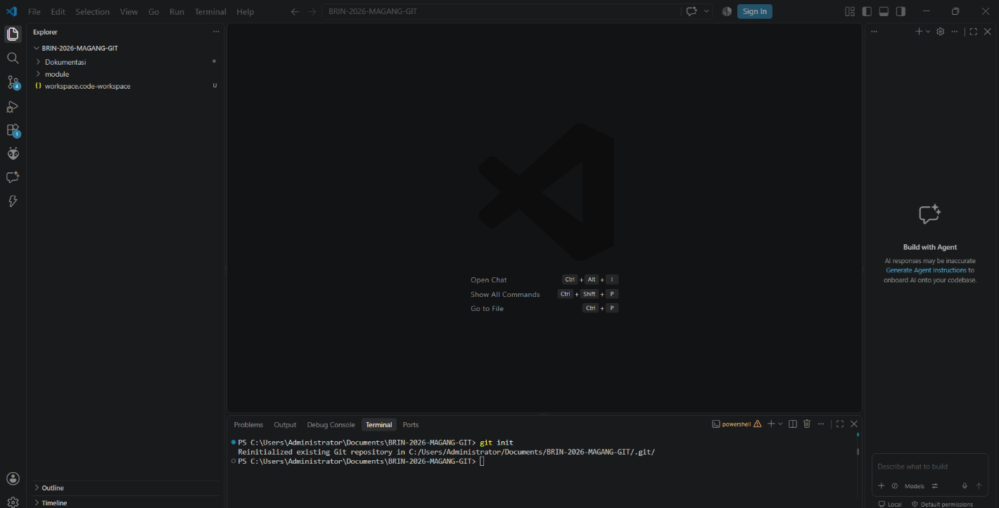 File Edit Selection View Go Run Terminal Help
BRIN-2026-MAGANG-GIT
Sign In
Explorer
BRIN-2026-MAGANG-GIT
Dokumentasi
module
{} workspace.code-workspace U
4
1
Open Chat Ctrl + Alt + I
Show All Commands Ctrl + Shift + P
Go to File Ctrl + P
Build with Agent
AI responses may be inaccurate
Generate Agent Instructions to
onboard AI onto your codebase.
Problems Output Debug Console Terminal Ports
powershell
PS C:\Users\Administrator\Documents\BRIN-2026-MAGANG-GIT> git init
Reinitialized existing Git repository in C:/Users/Administrator/Documents/BRIN-2026-MAGANG-GIT/.git/
PS C:\Users\Administrator\Documents\BRIN-2026-MAGANG-GIT>
Outline
Timeline
Describe what to build
Models
Local Default permissions